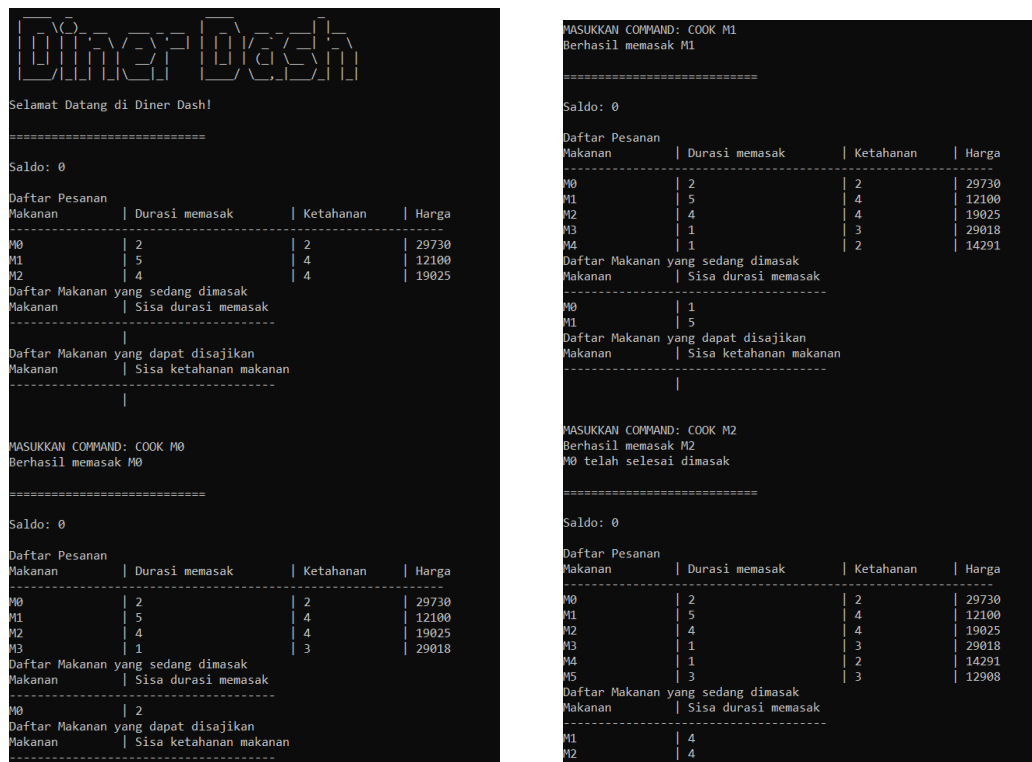 Diner Dash
Selamat Datang di Diner Dash!
============================
Saldo: 0
Daftar Pesanan
Makanan | Durasi memasak | Ketahanan | Harga
--------------------------------------------------------------
M0 | 2 | 2 | 29730
M1 | 5 | 4 | 12100
M2 | 4 | 4 | 19025
Daftar Makanan yang sedang dimasak
Makanan | Sisa durasi memasak
--------------------------------------
|
Daftar Makanan yang dapat disajikan
Makanan | Sisa ketahanan makanan
--------------------------------------
|
MASUKKAN COMMAND: COOK M0
Berhasil memasak M0
============================
Saldo: 0
Daftar Pesanan
Makanan | Durasi memasak | Ketahanan | Harga
--------------------------------------------------------------
M0 | 2 | 2 | 29730
M1 | 5 | 4 | 12100
M2 | 4 | 4 | 19025
M3 | 1 | 3 | 29018
Daftar Makanan yang sedang dimasak
Makanan | Sisa durasi memasak
--------------------------------------
M0 | 2
Daftar Makanan yang dapat disajikan
Makanan | Sisa ketahanan makanan
--------------------------------------
MASUKKAN COMMAND: COOK M1
Berhasil memasak M1
============================
Saldo: 0
Daftar Pesanan
Makanan | Durasi memasak | Ketahanan | Harga
--------------------------------------------------------------
M0 | 2 | 2 | 29730
M1 | 5 | 4 | 12100
M2 | 4 | 4 | 19025
M3 | 1 | 3 | 29018
M4 | 1 | 2 | 14291
Daftar Makanan yang sedang dimasak
Makanan | Sisa durasi memasak
--------------------------------------
M0 | 1
M1 | 5
Daftar Makanan yang dapat disajikan
Makanan | Sisa ketahanan makanan
--------------------------------------
|
MASUKKAN COMMAND: COOK M2
Berhasil memasak M2
M0 telah selesai dimasak
============================
Saldo: 0
Daftar Pesanan
Makanan | Durasi memasak | Ketahanan | Harga
--------------------------------------------------------------
M0 | 2 | 2 | 29730
M1 | 5 | 4 | 12100
M2 | 4 | 4 | 19025
M3 | 1 | 3 | 29018
M4 | 1 | 2 | 14291
M5 | 3 | 3 | 12908
Daftar Makanan yang sedang dimasak
Makanan | Sisa durasi memasak
--------------------------------------
M1 | 4
M2 | 4